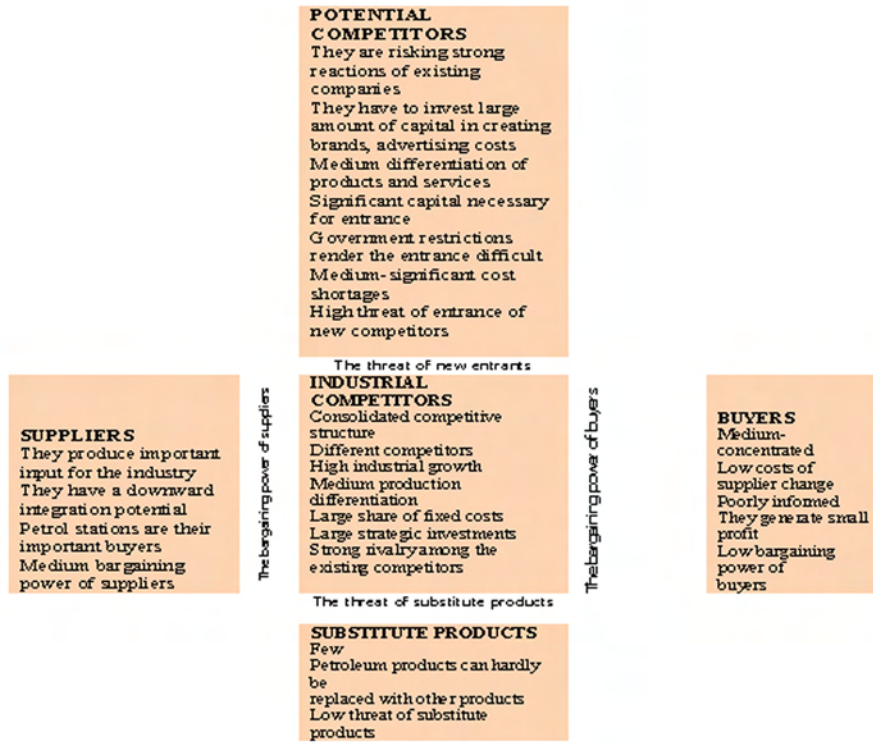 POTENTIAL
COMPETITORS
They are risking strong
reactions of existing
companies
They have to invest large
amount of capital in creating
brands, advertising costs
Medium differentiation of
products and services
Significant capital necessary
for entrance
Government restrictions
render the entrance difficult
Medium-significant cost
shortages
High threat of entrance of
new competitors
The threat of new entrants
SUPPLIERS
They produce important
input for the industry
They have a downward
integration potential
Petrol stations are their
important buyers
Medium bargaining
power of suppliers
The bargaining power of suppliers
INDUSTRIAL
COMPETITORS
Consolidated competitive
structure
Different competitors
High industrial growth
Medium production
differentiation
Large share of fixed costs
Large strategic investments
Strong rivalry among the
existing competitors
The bargaining power of buyers
BUYERS
Medium-
concentrated
Low costs of
supplier change
Poorly informed
They generate small
profit
Low bargaining
power of
buyers
The threat of substitute products
SUBSTITUTE PRODUCTS
Few
Petroleum products can hardly
be
replaced with other products
Low threat of substitute
products